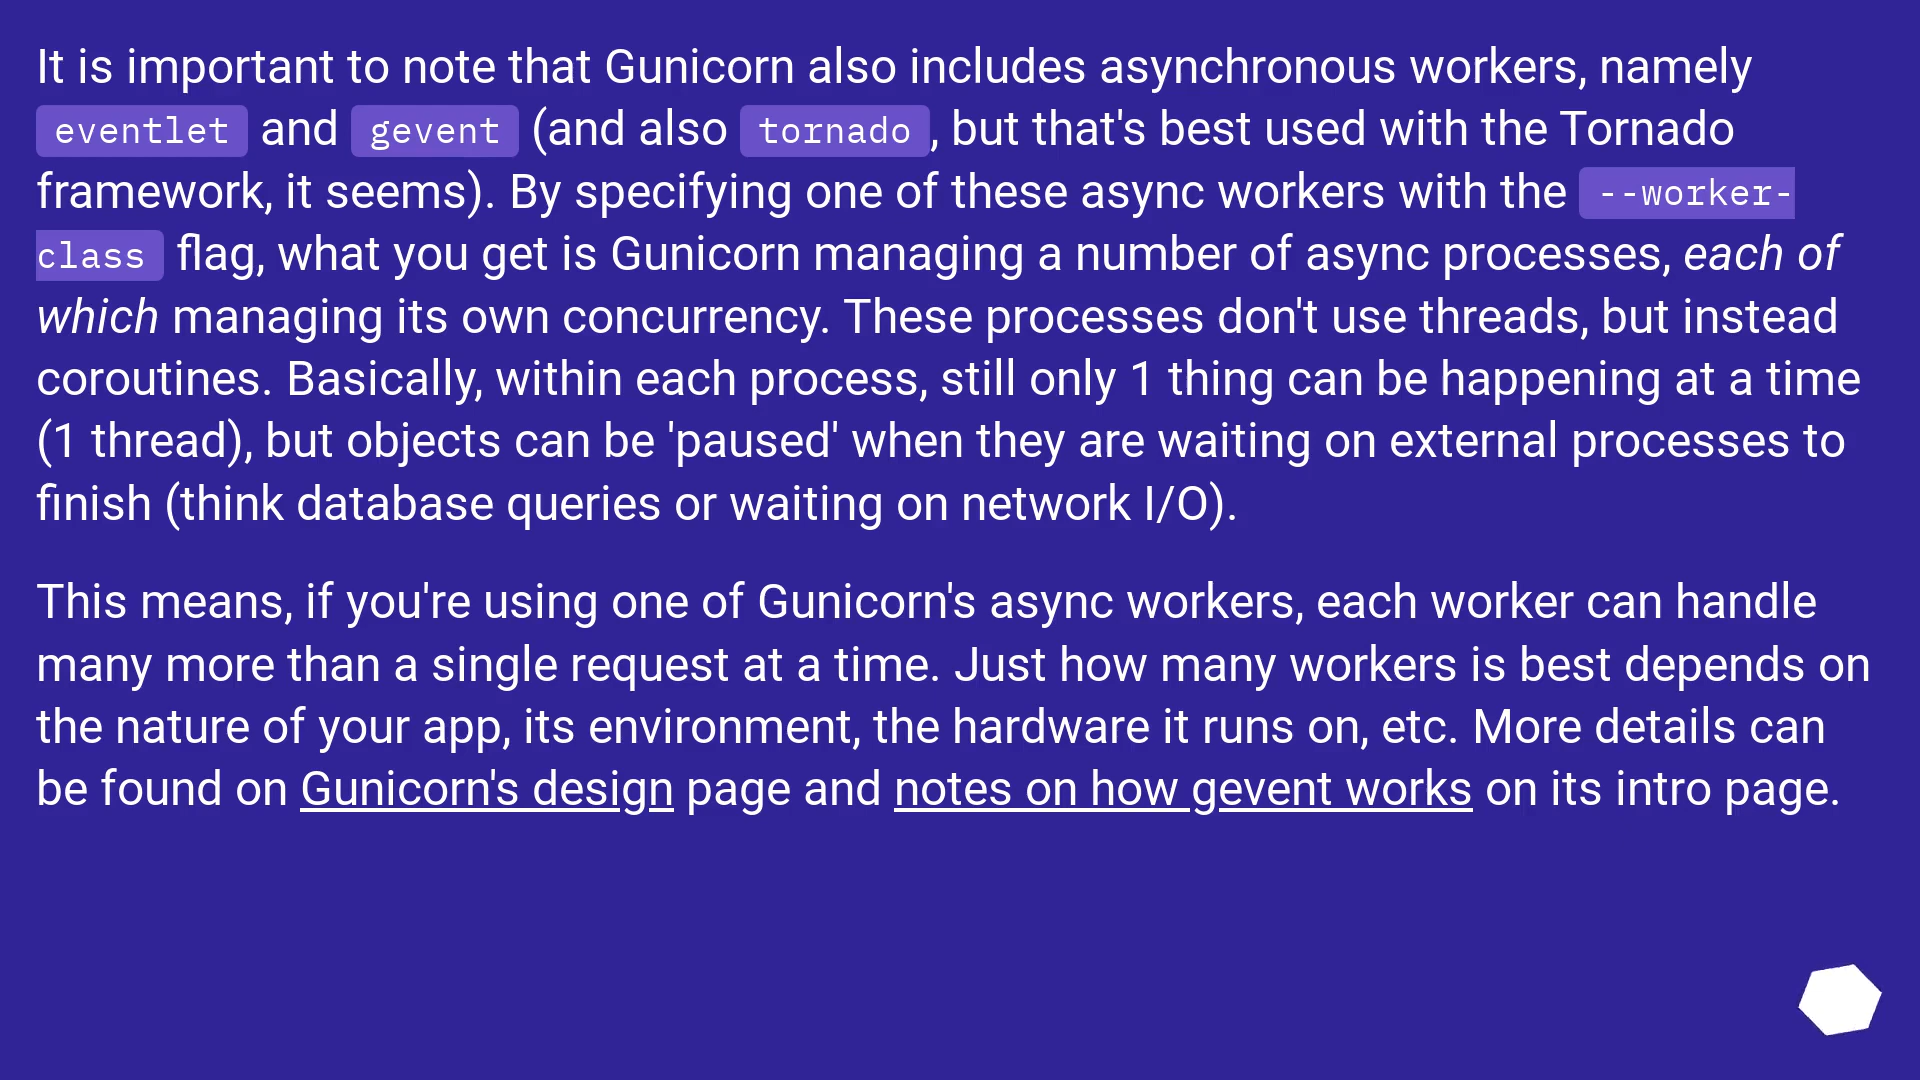 It is important to note that Gunicorn also includes asynchronous workers, namely
eventlet and gevent (and also tornado, but that's best used with the Tornado
framework, it seems). By specifying one of these async workers with the --worker-
class flag, what you get is Gunicorn managing a number of async processes, each of
which managing its own concurrency. These processes don't use threads, but instead
coroutines. Basically, within each process, still only 1 thing can be happening at a time
(1 thread), but objects can be 'paused' when they are waiting on external processes to
finish (think database queries or waiting on network I/O).
This means, if you're using one of Gunicorn's async workers, each worker can handle
many more than a single request at a time. Just how many workers is best depends on
the nature of your app, its environment, the hardware it runs on, etc. More details can
be found on Gunicorn's design page and notes on how gevent works on its intro page.